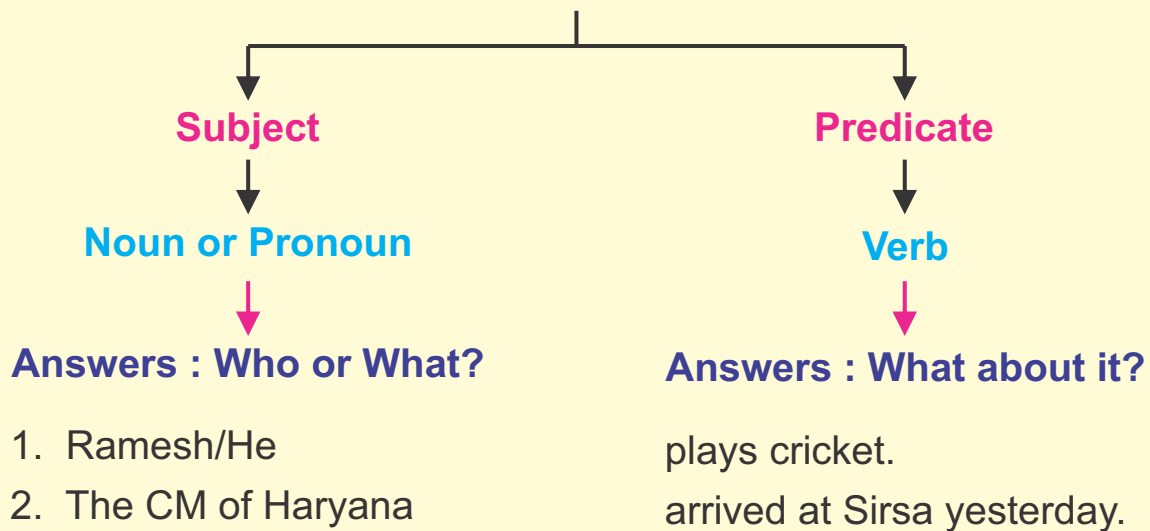 Subject
Predicate
Noun or Pronoun
Verb
Answers : Who or What?
Answers : What about it?
1. Ramesh/He
plays cricket.
2. The CM of Haryana
arrived at Sirsa yesterday.